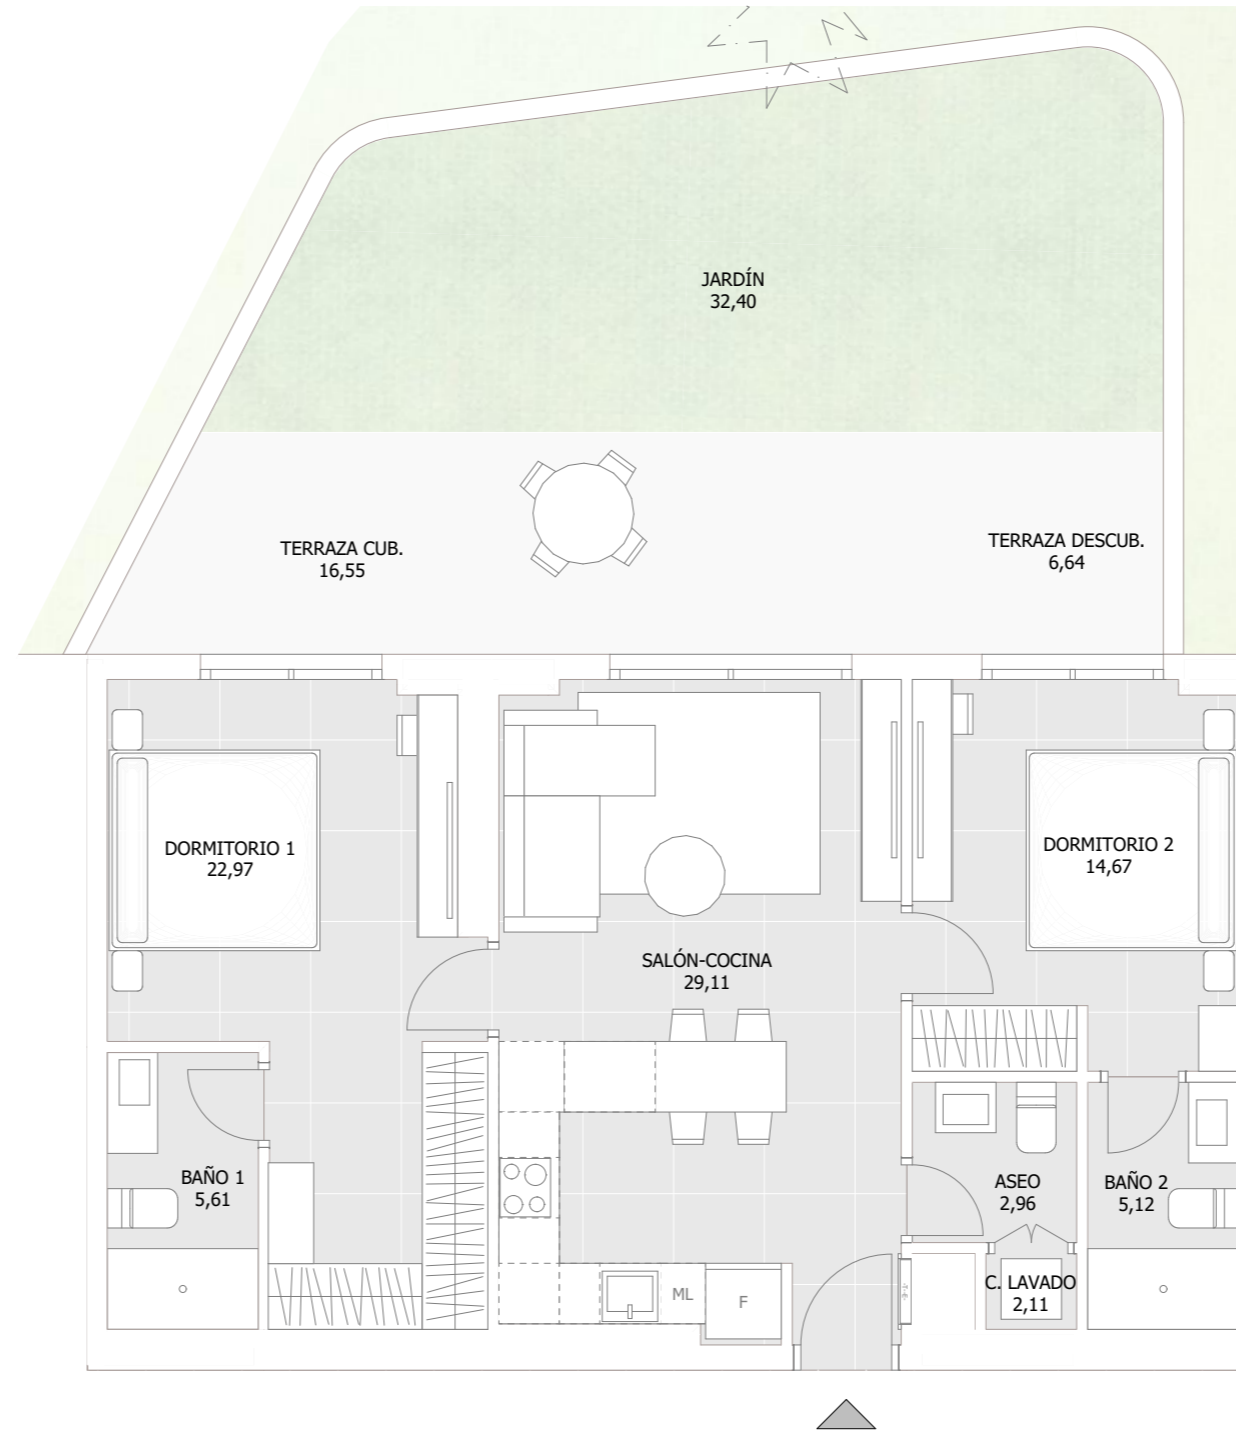 JARDÍN
32,40
TERRAZA CUB.
16,55
TERRAZA DESCUB.
6,64
DORMITORIO 1
22,97
DORMITORIO 2
14,67
SALÓN-COCINA
29,11
BAÑO 1
5,61
ASEO
2,96
BAÑO 2
5,12
C. LAVADO
2,11
ML
F